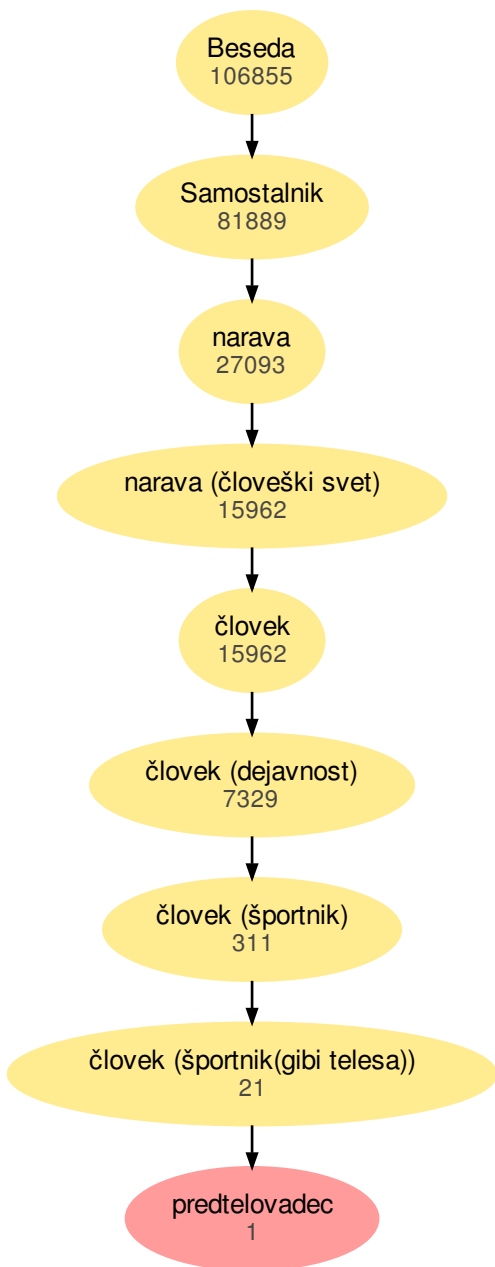 Beseda
106855
Samostalnik
81889
narava
27093
narava (človeški svet)
15962
človek
15962
človek (dejavnost)
7329
človek (športnik)
311
človek (športnik(gibi telesa))
21
predtelovadec
1